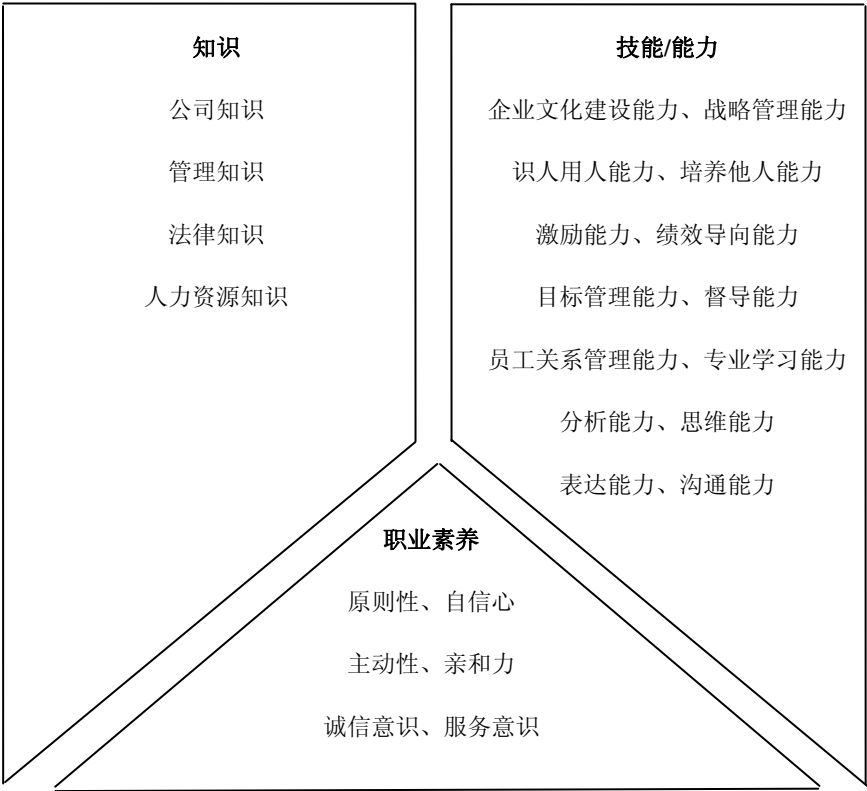 知识
公司知识
管理知识
法律知识
人力资源知识
技能/能力
企业文化建设能力、战略管理能力
识人用人能力、培养他人能力
激励能力、绩效导向能力
目标管理能力、督导能力
员工关系管理能力、专业学习能力
分析能力、思维能力
表达能力、沟通能力
职业素养
原则性、自信心
主动性、亲和力
诚信意识、服务意识